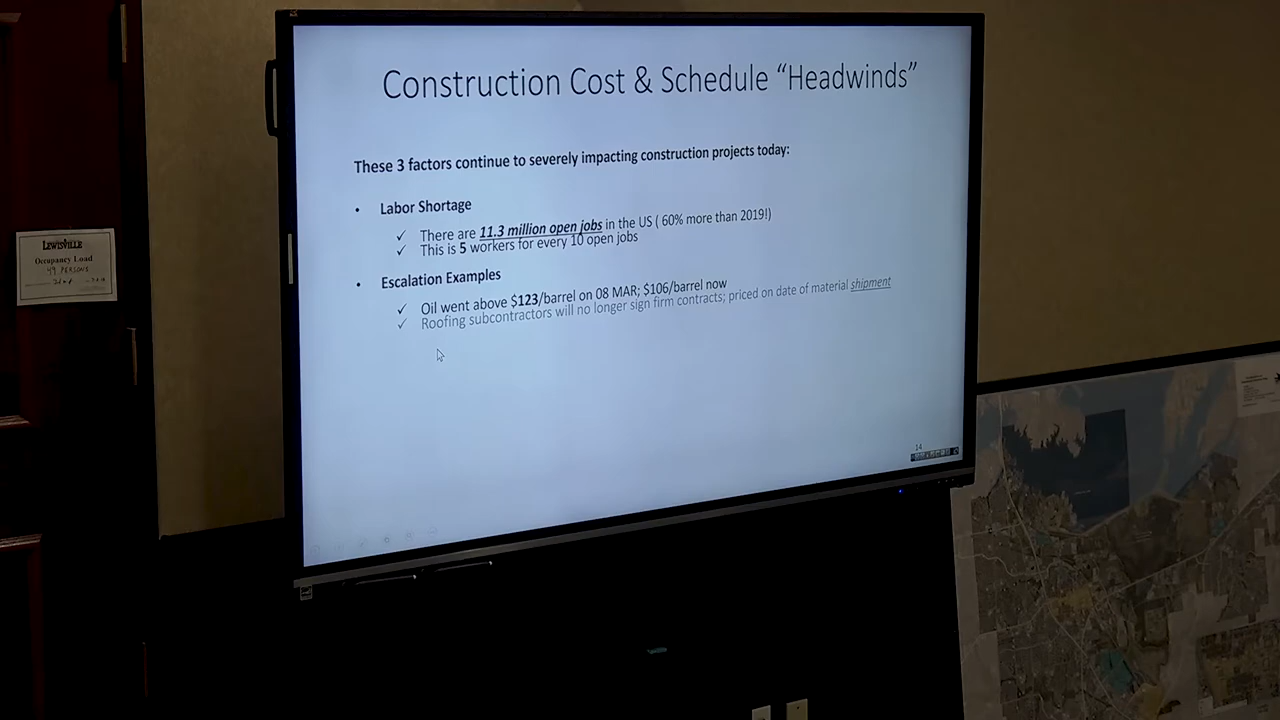 Construction Cost & Schedule “Headwinds”
These 3 factors continue to severely impacting construction projects today:
• Labor Shortage
✓ There are 11.3 million open jobs in the US ( 60% more than 2019!)
✓ This is 5 workers for every 10 open jobs
• Escalation Examples
✓ Oil went above $123/barrel on 08 MAR; $106/barrel now
✓ Roofing subcontractors will no longer sign firm contracts; priced on date of material shipment
14
LEWISVILLE
Occupancy Load
49 PERSONS